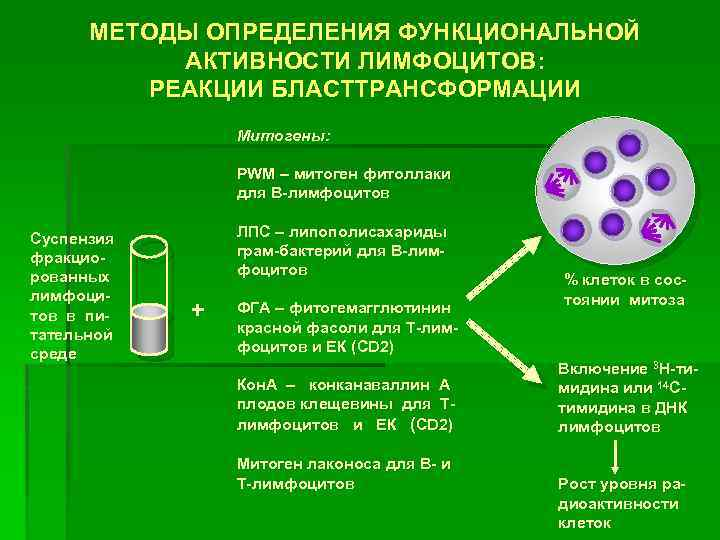 МЕТОДЫ ОПРЕДЕЛЕНИЯ ФУНКЦИОНАЛЬНОЙ
АКТИВНОСТИ ЛИМФОЦИТОВ:
РЕАКЦИИ БЛАСТТРАНСФОРМАЦИИ
Суспензия
фракцио-
рованных
лимфоци-
тов в пи-
тательной
среде
+
Митогены:
PWM – митоген фитоллаки
для В-лимфоцитов
ЛПС – липополисахариды
грам-бактерий для В-лим-
фоцитов
ФГА – фитогемагглютинин
красной фасоли для Т-лим-
фоцитов и ЕК (CD2)
Кон.А – конканаваллин А
плодов клещевины для Т-
лимфоцитов и ЕК (CD2)
Митоген лаконоса для В- и
Т-лимфоцитов
% клеток в сос-
тоянии митоза
Включение ³Н-ти-
мидина или ¹⁴С-
тимидина в ДНК
лимфоцитов
Рост уровня ра-
диоактивности
клеток